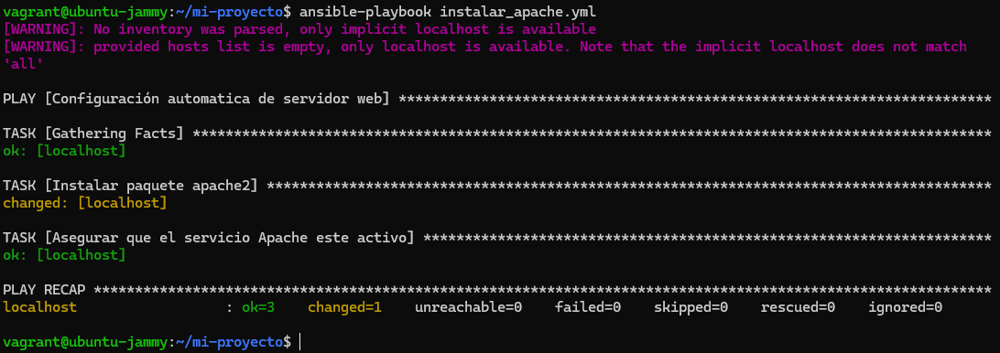 vagrant@ubuntu-jammy:~/mi-proyecto$ ansible-playbook instalar_apache.yml
[WARNING]: No inventory was parsed, only implicit localhost is available
[WARNING]: provided hosts list is empty, only localhost is available. Note that the implicit localhost does not match
'all'
PLAY [Configuración automatica de servidor web] ************************************************************************
TASK [Gathering Facts] *************************************************************************************************
ok: [localhost]
TASK [Instalar paquete apache2] ****************************************************************************************
changed: [localhost]
TASK [Asegurar que el servicio Apache este activo] *********************************************************************
ok: [localhost]
PLAY RECAP *************************************************************************************************************
localhost                  : ok=3    changed=1    unreachable=0    failed=0    skipped=0    rescued=0    ignored=0
vagrant@ubuntu-jammy:~/mi-proyecto$